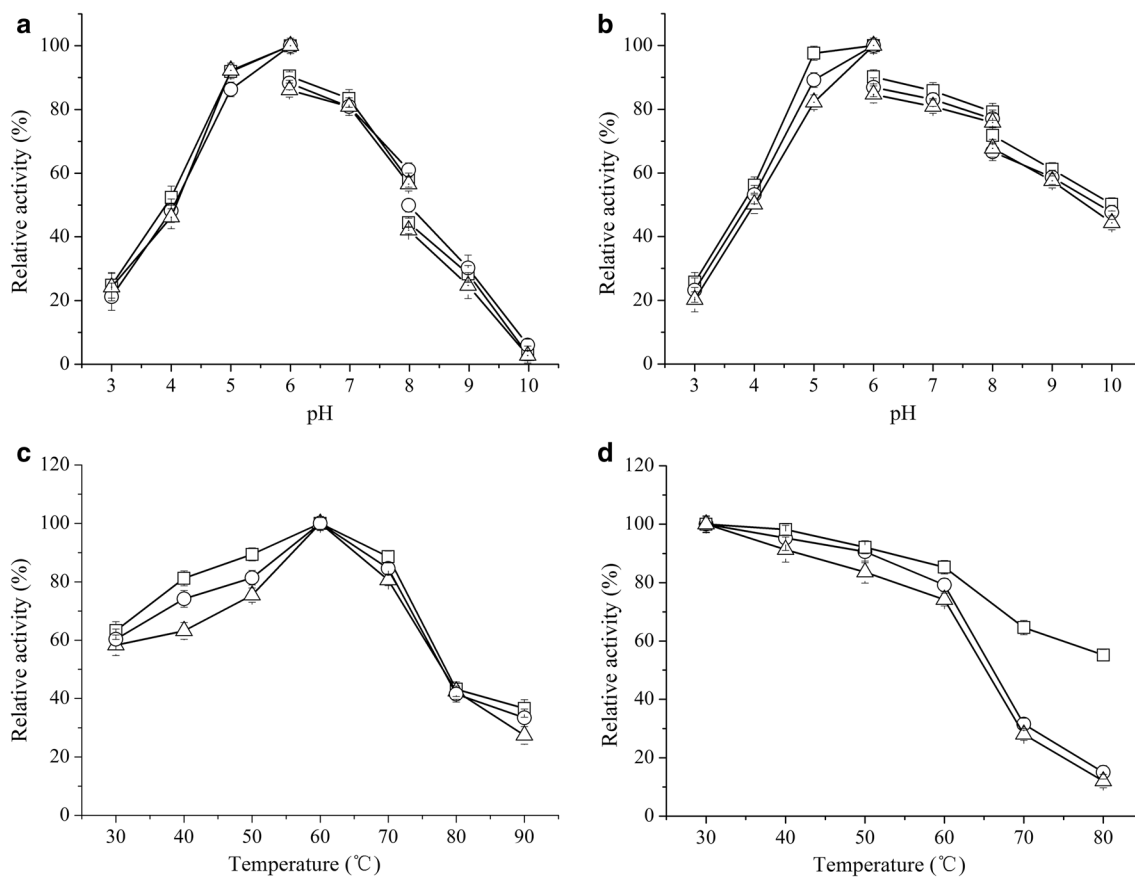 a
100
80
60
40
20
0
Relative activity (%)
3 4 5 6 7 8 9 10
pH
b
100
80
60
40
20
0
Relative activity (%)
3 4 5 6 7 8 9 10
pH
c
120
100
80
60
40
20
0
Relative activity (%)
30 40 50 60 70 80 90
Temperature (℃)
d
120
100
80
60
40
20
0
Relative activity (%)
30 40 50 60 70 80
Temperature (℃)